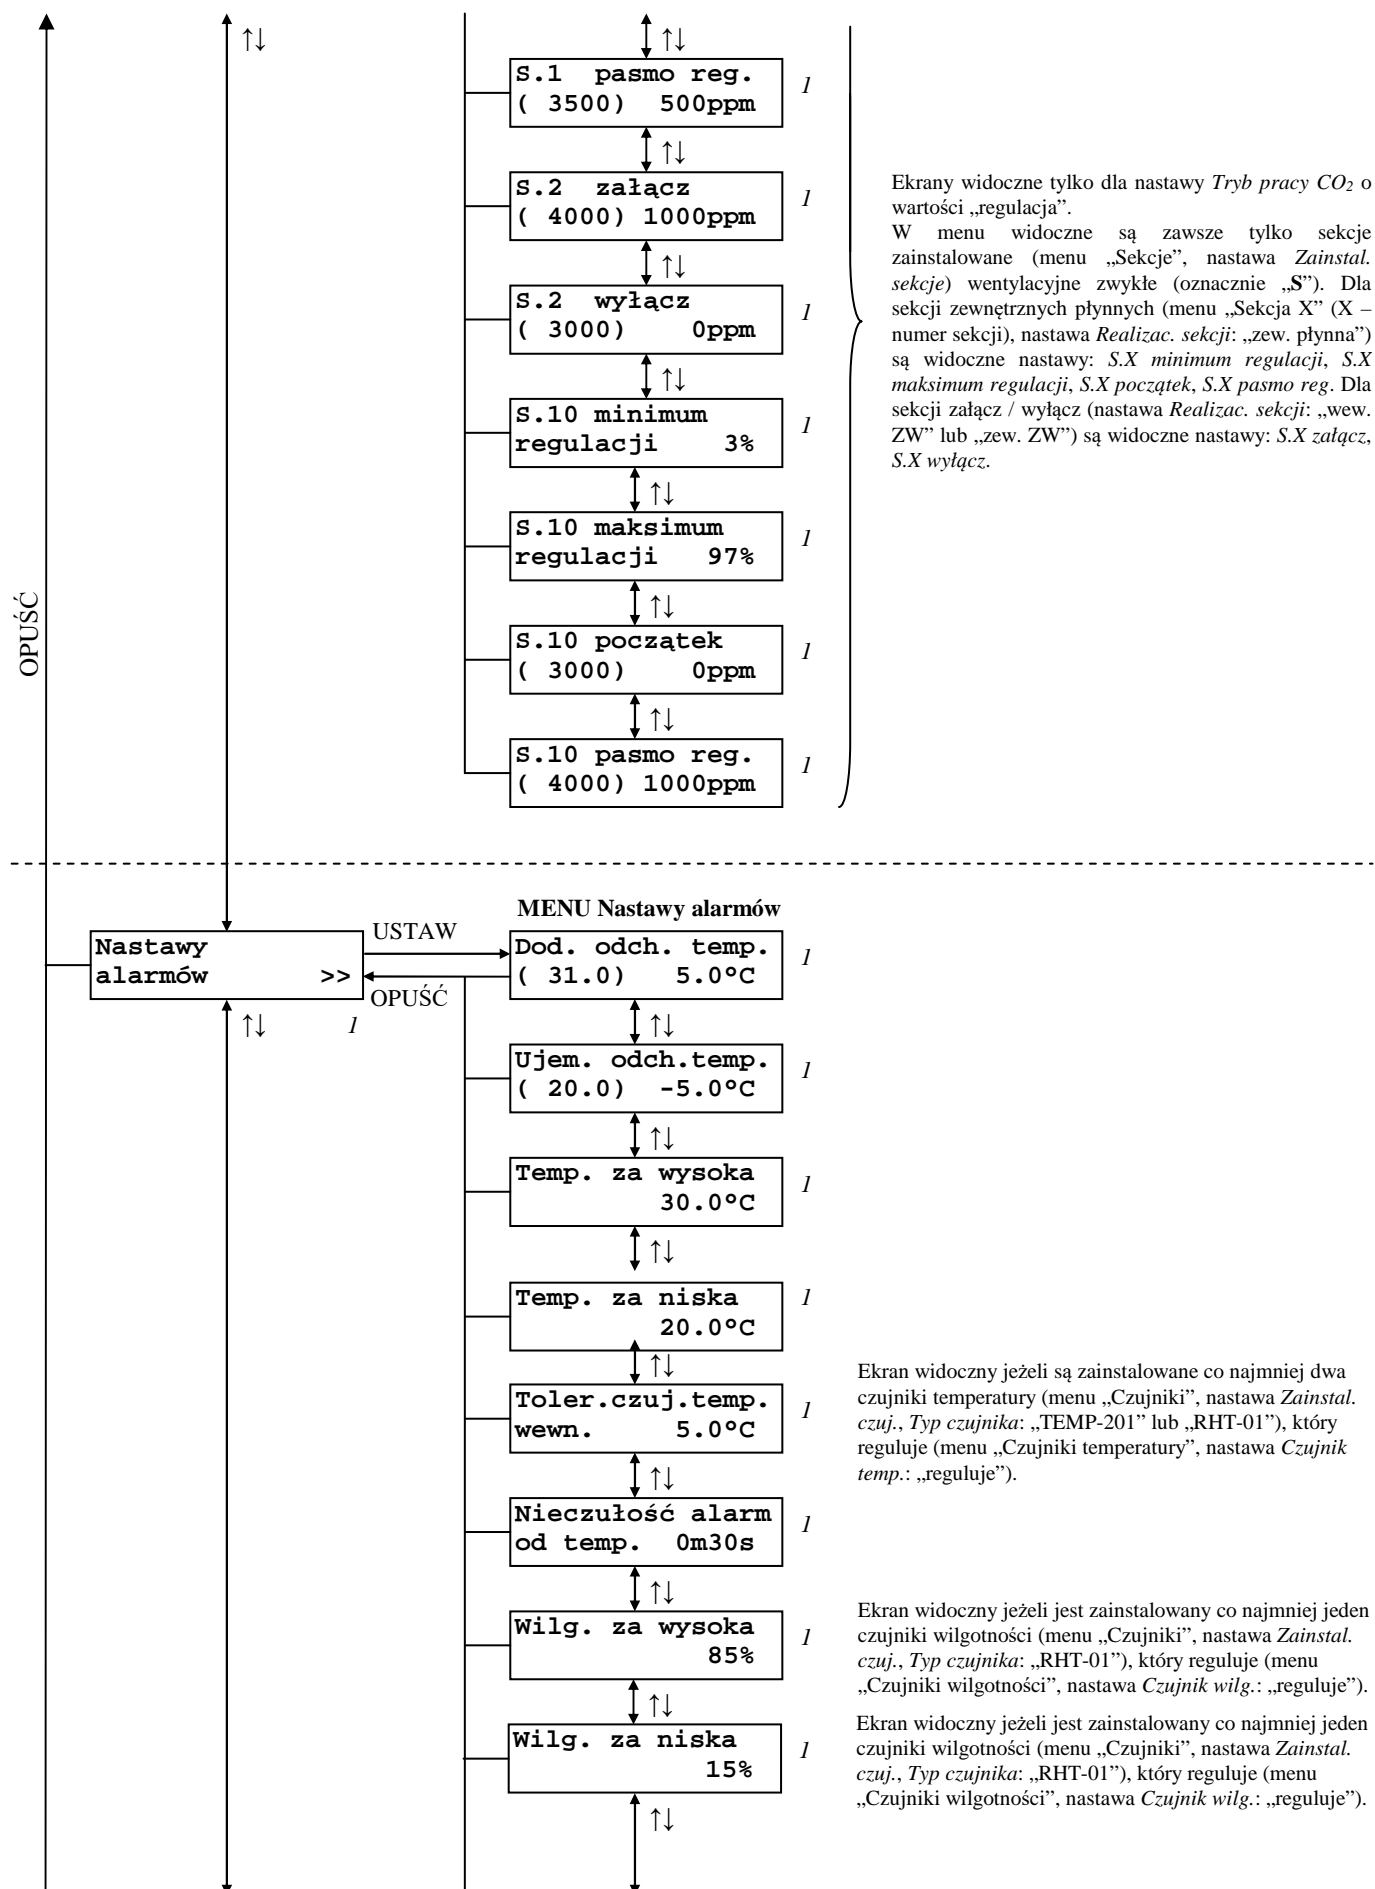 ↑↓
↑↓
S.1 pasmo reg.
( 3500) 500ppm
1
↑↓
S.2 załącz
( 4000) 1000ppm
1
↑↓
S.2 wyłącz
( 3000) 0ppm
1
↑↓
S.10 minimum
regulacji 3%
1
↑↓
S.10 maksimum
regulacji 97%
1
↑↓
S.10 początek
( 3000) 0ppm
1
↑↓
S.10 pasmo reg.
( 4000) 1000ppm
1
Ekrany widoczne tylko dla nastawy Tryb pracy CO₂ o
wartości „regulacja”.
W menu widoczne są zawsze tylko sekcje
zainstalowane (menu „Sekcje”, nastawa Zainstal.
sekcje) wentylacyjne zwykłe (oznacznie „S”). Dla
sekcji zewnętrznych płynnych (menu „Sekcja X” (X –
numer sekcji), nastawa Realizac. sekcji: „zew. płynna”)
są widoczne nastawy: S.X minimum regulacji, S.X
maksimum regulacji, S.X początek, S.X pasmo reg. Dla
sekcji załącz / wyłącz (nastawa Realizac. sekcji: „wew.
ZW” lub „zew. ZW”) są widoczne nastawy: S.X załącz,
S.X wyłącz.
OPUŚĆ
MENU Nastawy alarmów
Nastawy
alarmów >>
USTAW
OPUŚĆ
↑↓
1
Dod. odch. temp.
( 31.0) 5.0°C
1
↑↓
Ujem. odch.temp.
( 20.0) -5.0°C
1
↑↓
Temp. za wysoka
30.0°C
1
↑↓
Temp. za niska
20.0°C
1
↑↓
Toler.czuj.temp.
wewn. 5.0°C
1
Ekran widoczny jeżeli są zainstalowane co najmniej dwa
czujniki temperatury (menu „Czujniki”, nastawa Zainstal.
czuj., Typ czujnika: „TEMP-201” lub „RHT-01”), który
reguluje (menu „Czujniki temperatury”, nastawa Czujnik
temp.: „reguluje”).
↑↓
Nieczułość alarm
od temp. 0m30s
1
↑↓
Wilg. za wysoka
85%
1
Ekran widoczny jeżeli jest zainstalowany co najmniej jeden
czujniki wilgotności (menu „Czujniki”, nastawa Zainstal.
czuj., Typ czujnika: „RHT-01”), który reguluje (menu
„Czujniki wilgotności”, nastawa Czujnik wilg.: „reguluje”).
↑↓
Wilg. za niska
15%
1
Ekran widoczny jeżeli jest zainstalowany co najmniej jeden
czujniki wilgotności (menu „Czujniki”, nastawa Zainstal.
czuj., Typ czujnika: „RHT-01”), który reguluje (menu
„Czujniki wilgotności”, nastawa Czujnik wilg.: „reguluje”).
↑↓